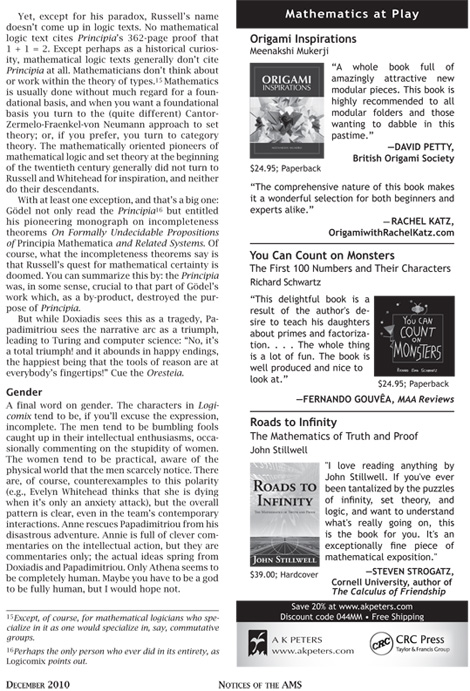 Yet, except for his paradox, Russell's name
doesn't come up in logic texts. No mathematical
logic text cites Principia's 362-page proof that
1 + 1 = 2. Except perhaps as a historical curios-
ity, mathematical logic texts generally don't cite
Principia at all. Mathematicians don't think about
or work within the theory of types.15 Mathematics
is usually done without much regard for a foun-
dational basis, and when you want a foundational
basis you turn to the (quite different) Cantor-
Zermelo-Fraenkel-von Neumann approach to set
theory; or, if you prefer, you turn to category
theory. The mathematically oriented pioneers of
mathematical logic and set theory at the beginning
of the twentieth century generally did not turn to
Russell and Whitehead for inspiration, and neither
do their descendants.
With at least one exception, and that's a big one:
Gödel not only read the Principia16 but entitled
his pioneering monograph on incompleteness
theorems On Formally Undecidable Propositions
of Principia Mathematica and Related Systems. Of
course, what the incompleteness theorems say is
that Russell's quest for mathematical certainty is
doomed. You can summarize this by: the Principia
was, in some sense, crucial to that part of Gödel's
work which, as a by-product, destroyed the pur-
pose of Principia.
But while Doxiadis sees this as a tragedy, Pa-
padimitriou sees the narrative arc as a triumph,
leading to Turing and computer science: "No, it's
a total triumph! and it abounds in happy endings,
the happiest being that the tools of reason are at
everybody's fingertips!" Cue the Oresteia.
Gender
A final word on gender. The characters in Logi-
comix tend to be, if you'll excuse the expression,
incomplete. The men tend to be bumbling fools
caught up in their intellectual enthusiasms, occa-
sionally commenting on the stupidity of women.
The women tend to be practical, aware of the
physical world that the men scarcely notice. There
are, of course, counterexamples to this polarity
(e.g., Evelyn Whitehead thinks that she is dying
when it's only an anxiety attack), but the overall
pattern is clear, even in the team's contemporary
interactions. Anne rescues Papadimitriou from his
disastrous adventure. Annie is full of clever com-
mentaries on the intellectual action, but they are
commentaries only; the actual ideas spring from
Doxiadis and Papadimitriou. Only Athena seems to
be completely human. Maybe you have to be a god
to be fully human, but I would hope not.
15Except, of course, for mathematical logicians who spe-
cialize in it as one would specialize in, say, commutative
groups.
16Perhaps the only person who ever did in its entirety, as
Logicomix points out.
Mathematics at Play
Origami Inspirations
Meenakshi Mukerji
ORIGAMI
INSPIRATIONS
"A whole book full of
amazingly attractive new
modular pieces. This book is
highly recommended to all
modular folders and those
wanting to dabble in this
pastime."
—DAVID PETTY,
British Origami Society
$24.95; Paperback
"The comprehensive nature of this book makes
it a wonderful selection for both beginners and
experts alike."
—RACHEL KATZ,
OrigamiwithRachelKatz.com
You Can Count on Monsters
The First 100 Numbers and Their Characters
Richard Schwartz
"This delightful book is a
result of the author's de-
sire to teach his daughters
about primes and factoriza-
tion. . . . The whole thing
is a lot of fun. The book is
well produced and nice to
look at."
YOU CAN
COUNT
ON
MONSTERS
$24.95; Paperback
—FERNANDO GOUVÊA, MAA Reviews
Roads to Infinity
The Mathematics of Truth and Proof
John Stillwell
ROADS TO
INFINITY
JOHN STILLWELL
"I love reading anything by
John Stillwell. If you've ever
been tantalized by the puzzles
of infinity, set theory, and
logic, and want to understand
what's really going on, this
is the book for you. It's an
exceptionally fine piece of
mathematical exposition."
$39.00; Hardcover
—STEVEN STROGATZ,
Cornell University, author of
The Calculus of Friendship
Save 20% at www.akpeters.com
Discount code 044MM • Free Shipping
A K PETERS
www.akpeters.com
CRC
CRC Press
Taylor & Francis Group
DECEMBER 2010
NOTICES OF THE AMS